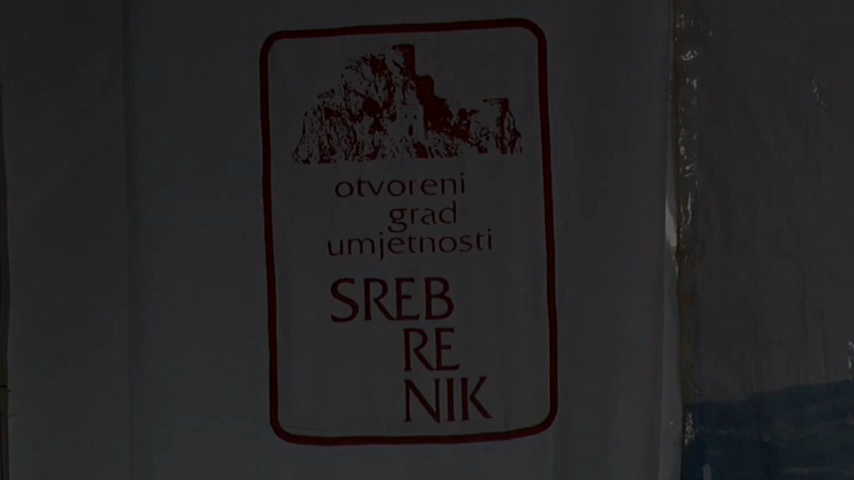 otvoreni
grad
umjetnosti
SREB
RE
NIK